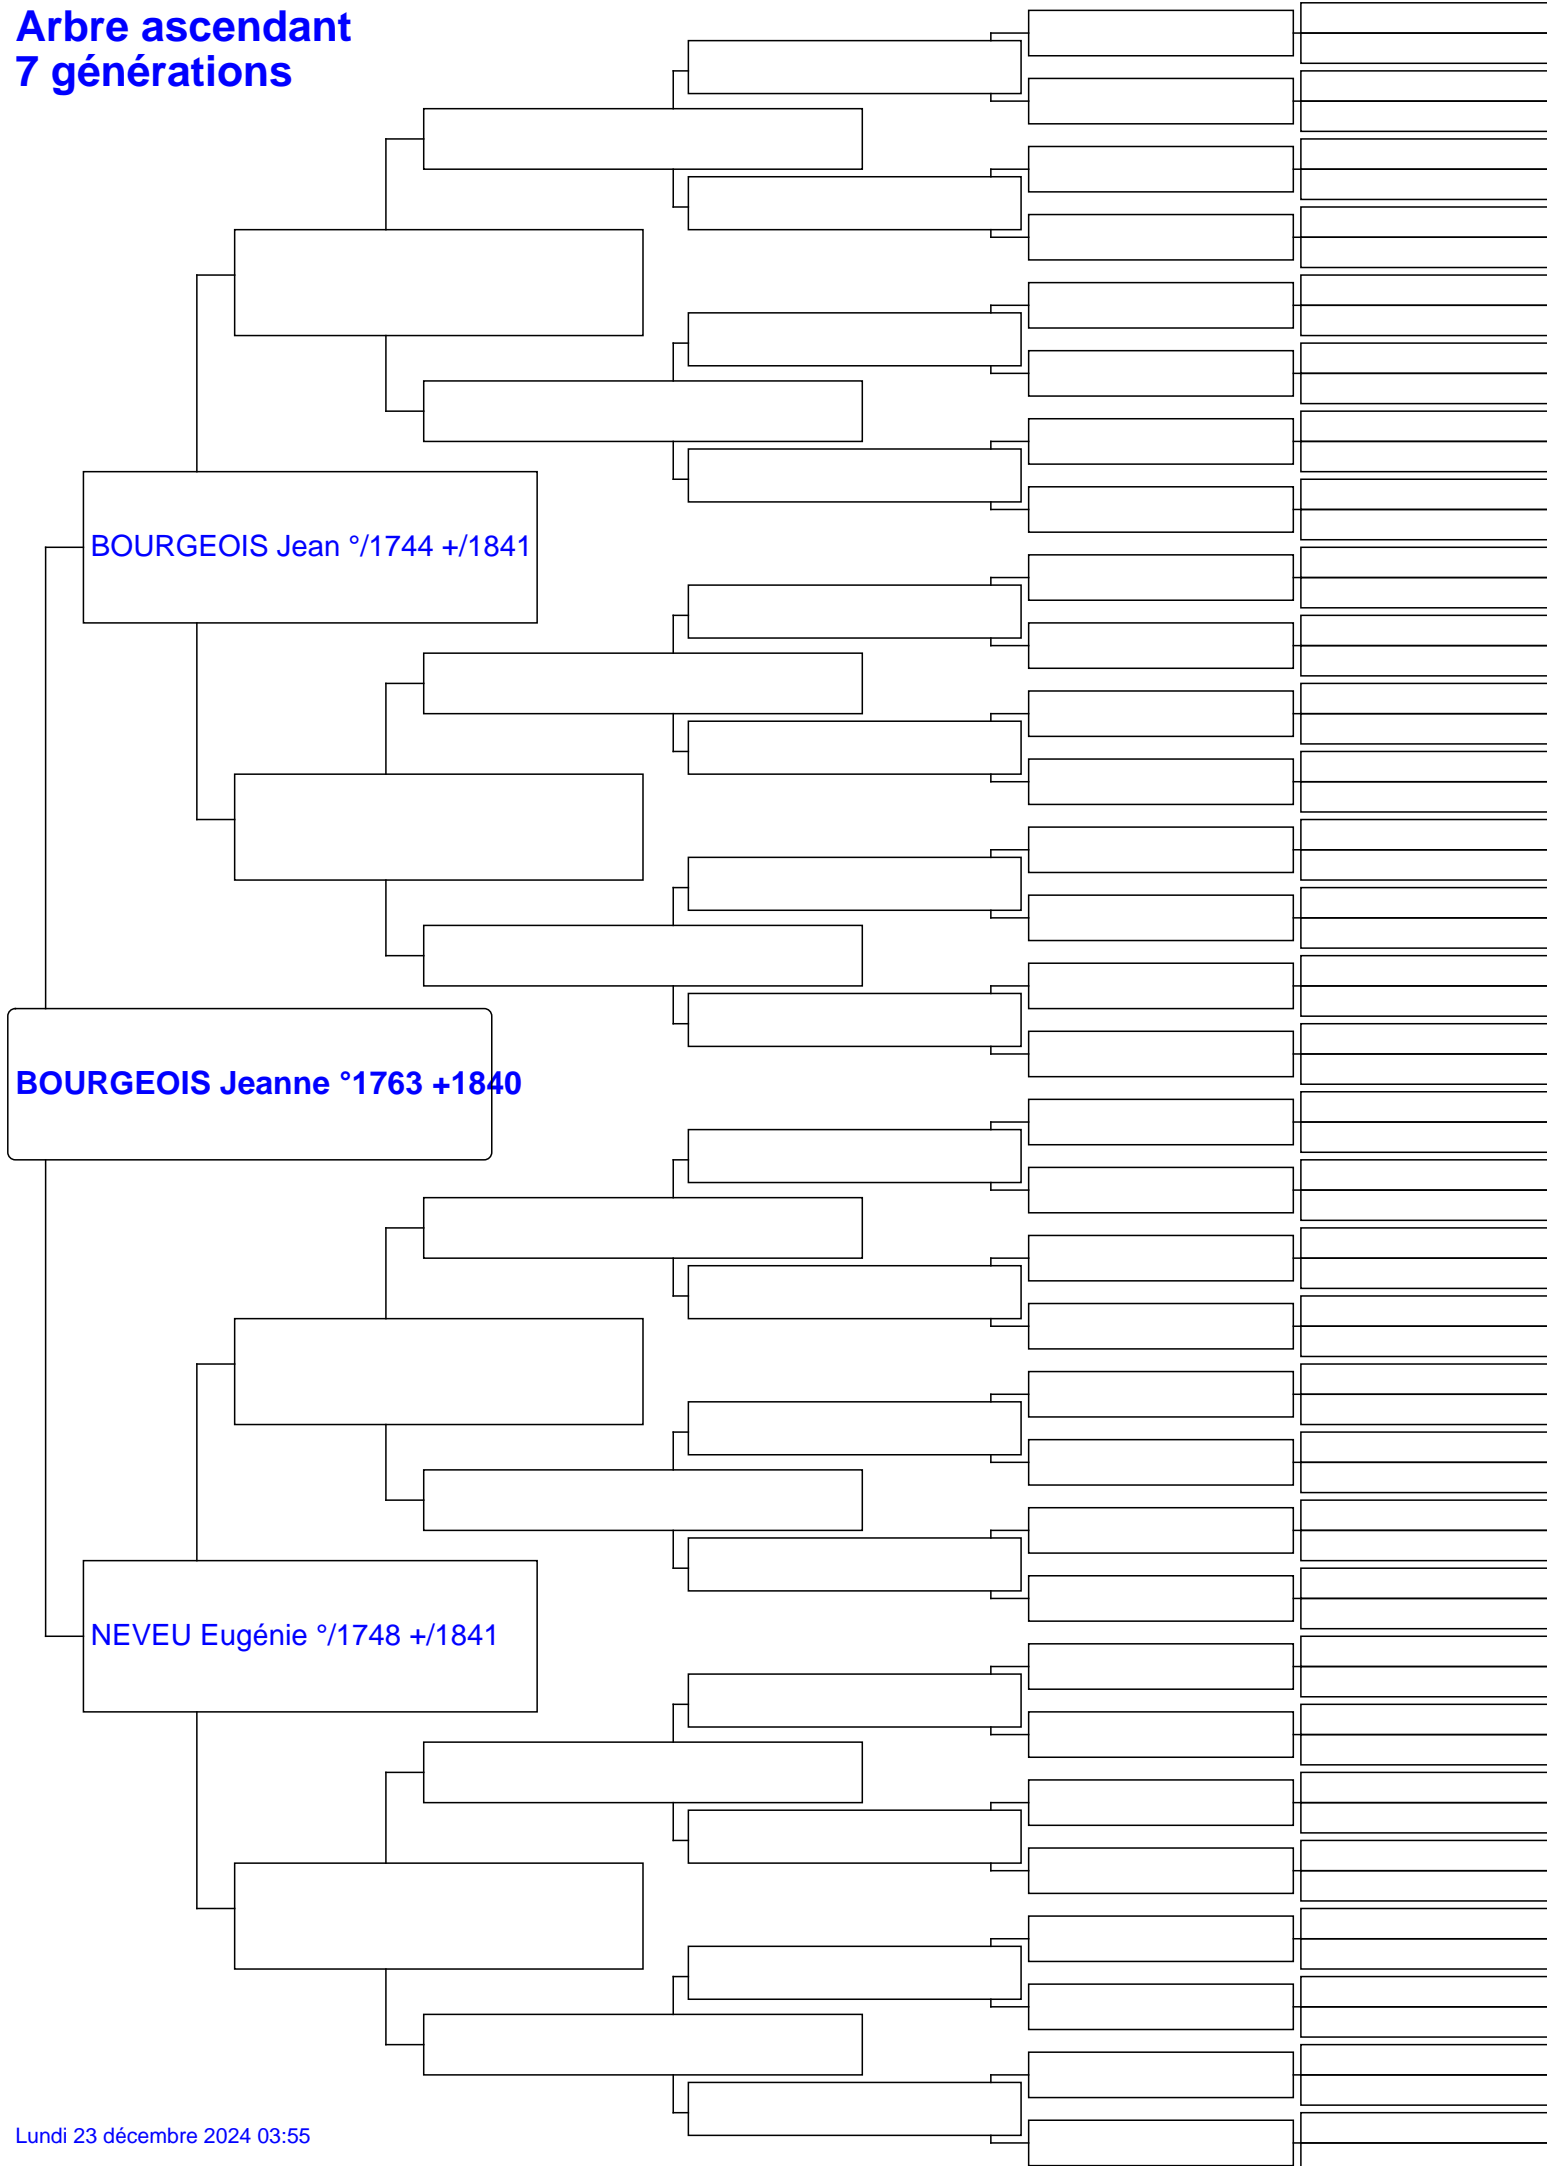 Arbre ascendant
7 générations
BOURGEOIS Jean °/1744 +/1841
BOURGEOIS Jeanne °1763 +1840
NEVEU Eugénie °/1748 +/1841
Lundi 23 décembre 2024 03:55